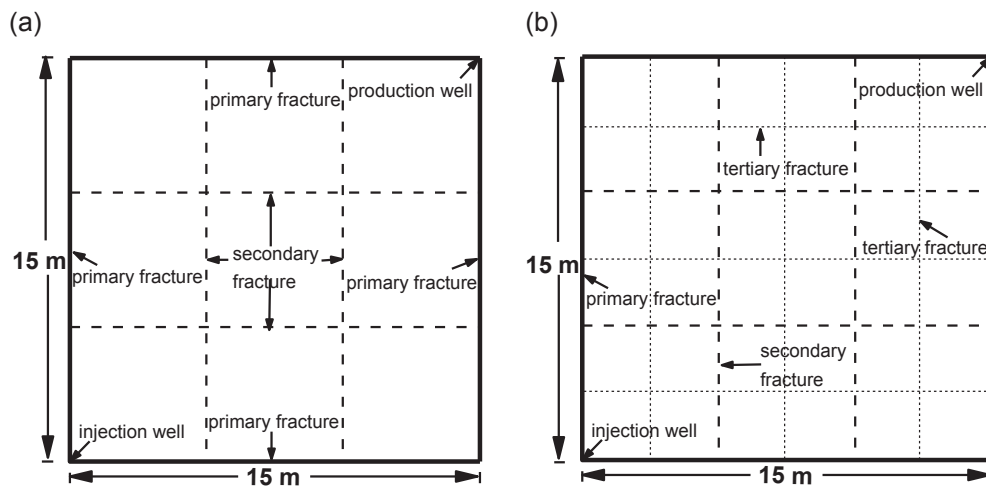 (a)
primary fracture
production well
15 m
secondary
fracture
primary fracture
primary fracture
primary fracture
injection well
15 m
(b)
production well
tertiary fracture
tertiary fracture
15 m
primary fracture
secondary
fracture
injection well
15 m